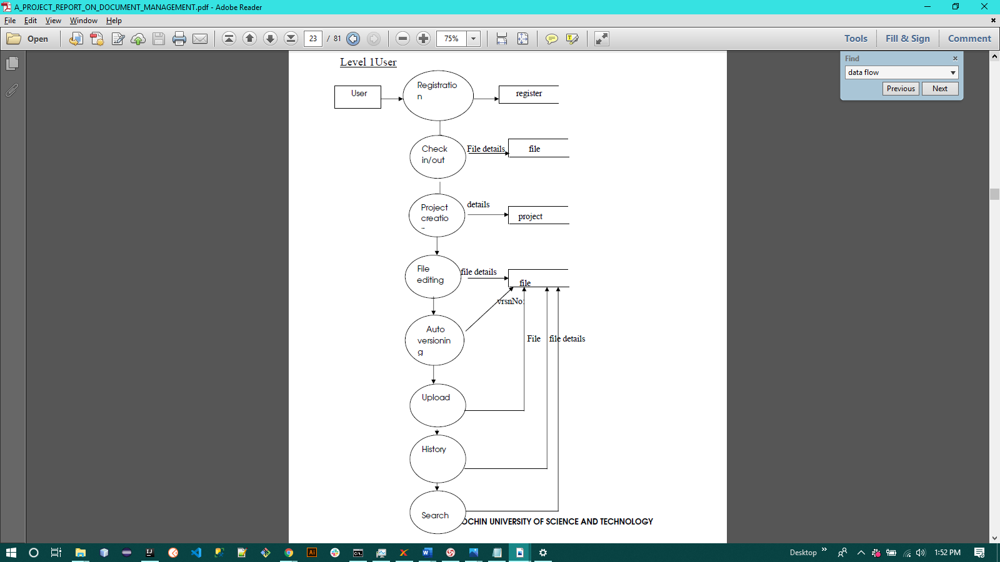 A_PROJECT_REPORT_ON_DOCUMENT_MANAGEMENT.pdf - Adobe Reader
File Edit View Window Help
Open
23 / 81
75%
Tools Fill & Sign Comment
Find
data flow
Previous Next
Level 1User
User
Registratio
n
register
Check
in/out
File details
file
Project
creatio
details
project
File
editing
file details
file
vrsnNo:
Auto
versionin
g
File
file details
Upload
History
Search
OCHIN UNIVERSITY OF SCIENCE AND TECHNOLOGY
Desktop
1:52 PM